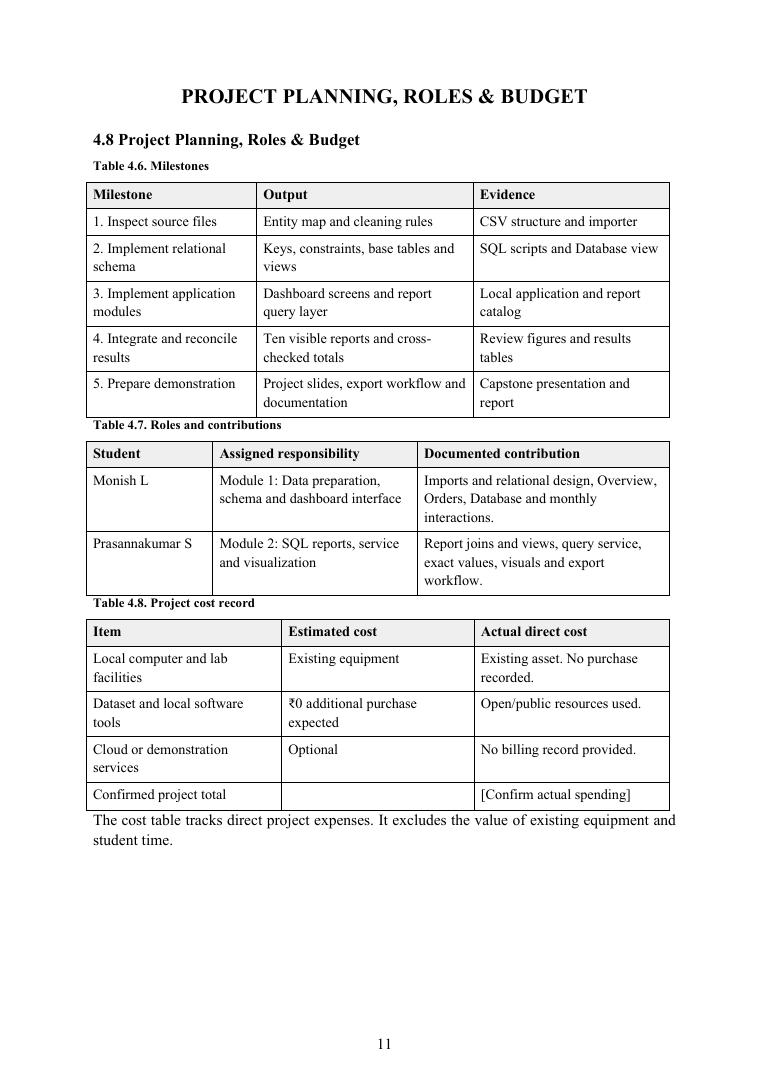 PROJECT PLANNING, ROLES & BUDGET
4.8 Project Planning, Roles & Budget
Table 4.6. Milestones
Milestone Output Evidence
1. Inspect source files Entity map and cleaning rules CSV structure and importer
2. Implement relational schema Keys, constraints, base tables and views SQL scripts and Database view
3. Implement application modules Dashboard screens and report query layer Local application and report catalog
4. Integrate and reconcile results Ten visible reports and cross-checked totals Review figures and results tables
5. Prepare demonstration Project slides, export workflow and documentation Capstone presentation and report
Table 4.7. Roles and contributions
Student Assigned responsibility Documented contribution
Monish L Module 1: Data preparation, schema and dashboard interface Imports and relational design, Overview, Orders, Database and monthly interactions.
Prasannakumar S Module 2: SQL reports, service and visualization Report joins and views, query service, exact values, visuals and export workflow.
Table 4.8. Project cost record
Item Estimated cost Actual direct cost
Local computer and lab facilities Existing equipment Existing asset. No purchase recorded.
Dataset and local software tools ₹0 additional purchase expected Open/public resources used.
Cloud or demonstration services Optional No billing record provided.
Confirmed project total [Confirm actual spending]
The cost table tracks direct project expenses. It excludes the value of existing equipment and
student time.
11